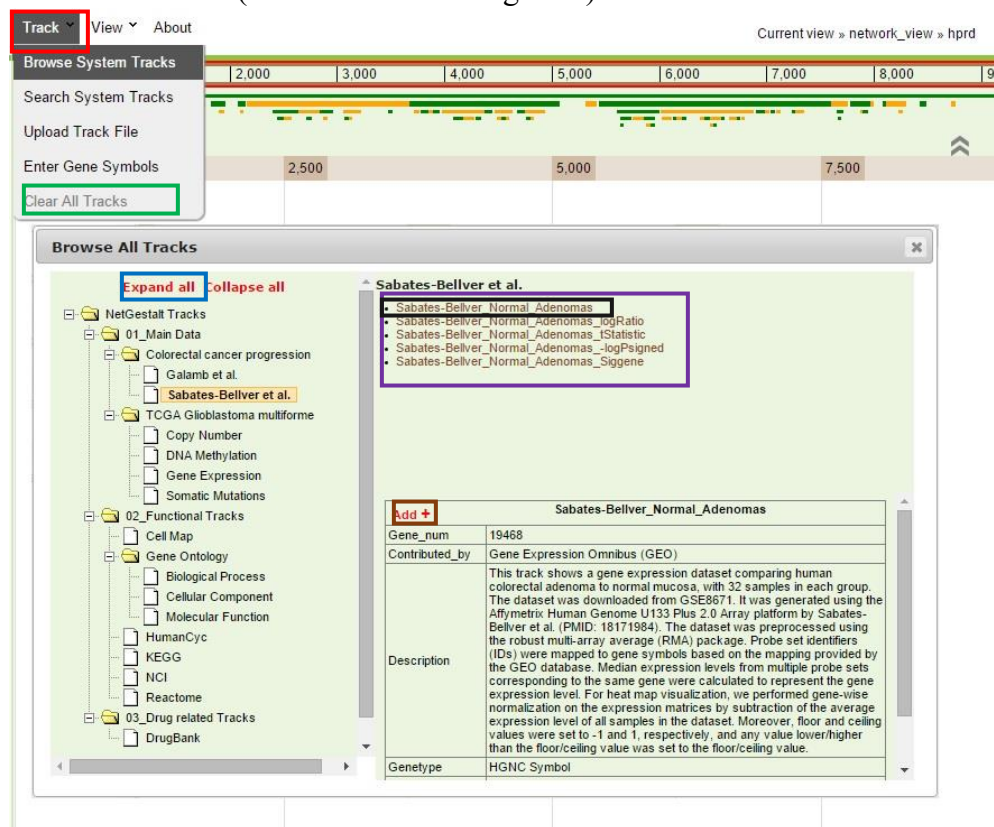 Track View About
Current view » network_view » hprd
Browse System Tracks
Search System Tracks
Upload Track File
Enter Gene Symbols
Clear All Tracks
2,000 3,000 4,000 5,000 6,000 7,000 8,000 9
2,500 5,000 7,500
Browse All Tracks
Expand all Collapse all
NetGestalt Tracks
01_Main Data
Colorectal cancer progression
Galamb et al.
Sabates-Bellver et al.
TCGA Glioblastoma multiforme
Copy Number
DNA Methylation
Gene Expression
Somatic Mutations
02_Functional Tracks
Cell Map
Gene Ontology
Biological Process
Cellular Component
Molecular Function
HumanCyc
KEGG
NCI
Reactome
03_Drug related Tracks
DrugBank
Sabates-Bellver et al.
• Sabates-Bellver_Normal_Adenomas
• Sabates-Bellver_Normal_Adenomas_logRatio
• Sabates-Bellver_Normal_Adenomas_tStatistic
• Sabates-Bellver_Normal_Adenomas_-logPsigned
• Sabates-Bellver_Normal_Adenomas_Siggene
Add + Sabates-Bellver_Normal_Adenomas
Gene_num 19468
Contributed_by Gene Expression Omnibus (GEO)
Description
This track shows a gene expression dataset comparing human
colorectal adenoma to normal mucosa, with 32 samples in each group.
The dataset was downloaded from GSE8671. It was generated using the
Affymetrix Human Genome U133 Plus 2.0 Array platform by Sabates-
Bellver et al. (PMID: 18171984). The dataset was preprocessed using
the robust multi-array average (RMA) package. Probe set identifiers
(IDs) were mapped to gene symbols based on the mapping provided by
the GEO database. Median expression levels from multiple probe sets
corresponding to the same gene were calculated to represent the gene
expression level. For heat map visualization, we performed gene-wise
normalization on the expression matrices by subtraction of the average
expression level of all samples in the dataset. Moreover, floor and ceiling
values were set to -1 and 1, respectively, and any value lower/higher
than the floor/ceiling value was set to the floor/ceiling value.
Genetype HGNC Symbol